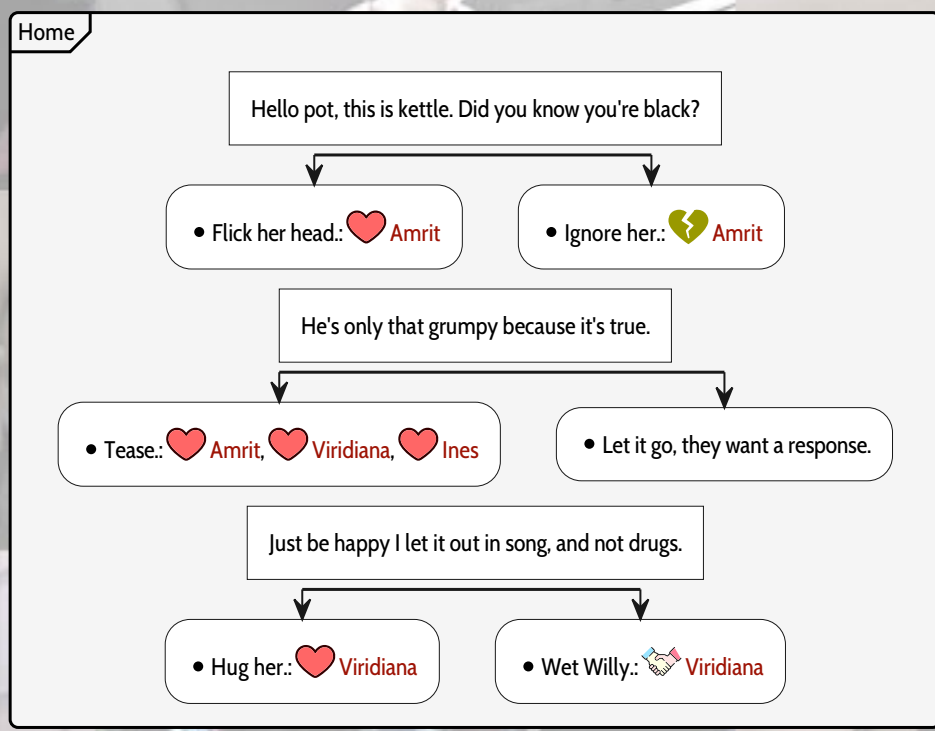 Home
Hello pot, this is kettle. Did you know you're black?
• Flick her head.: Amrit
• Ignore her.: Amrit
He's only that grumpy because it's true.
• Tease.: Amrit, Viridiana, Ines
• Let it go, they want a response.
Just be happy I let it out in song, and not drugs.
• Hug her.: Viridiana
• Wet Willy.: Viridiana